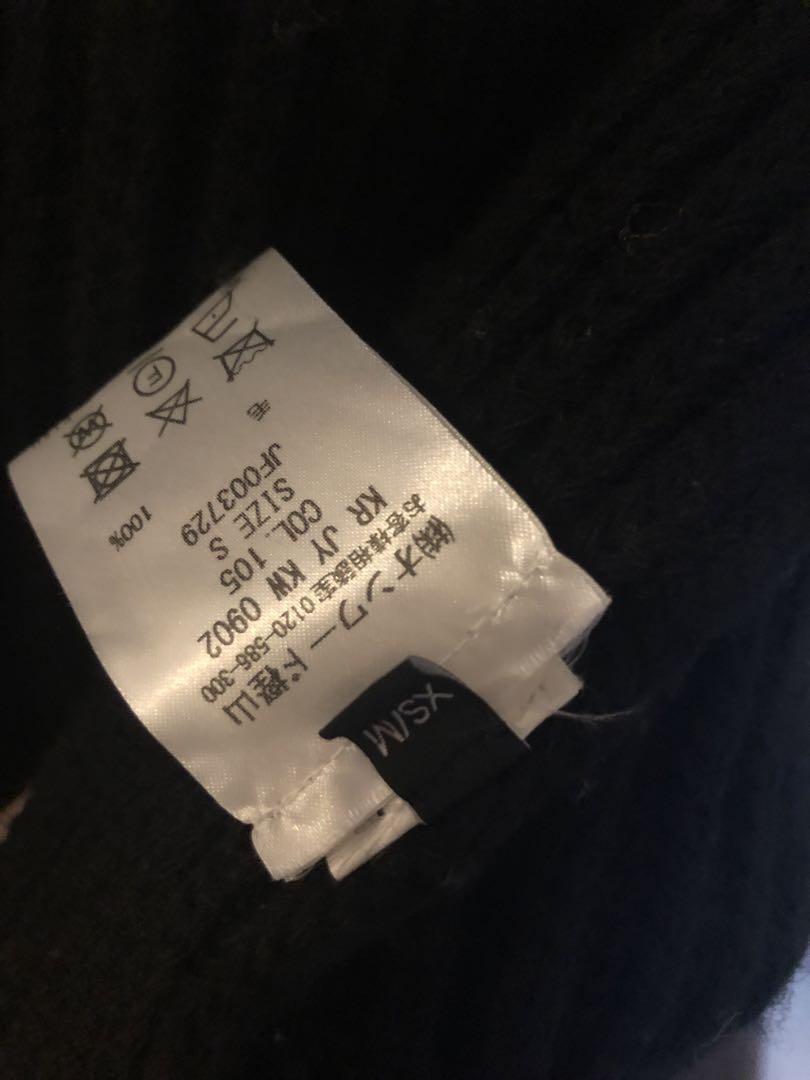 XS/M
㈱オンワード樫山
お客様相談室 0120-586-300
KR JY KW 0902
COL. 105
SIZE S
JF003729
毛 100%